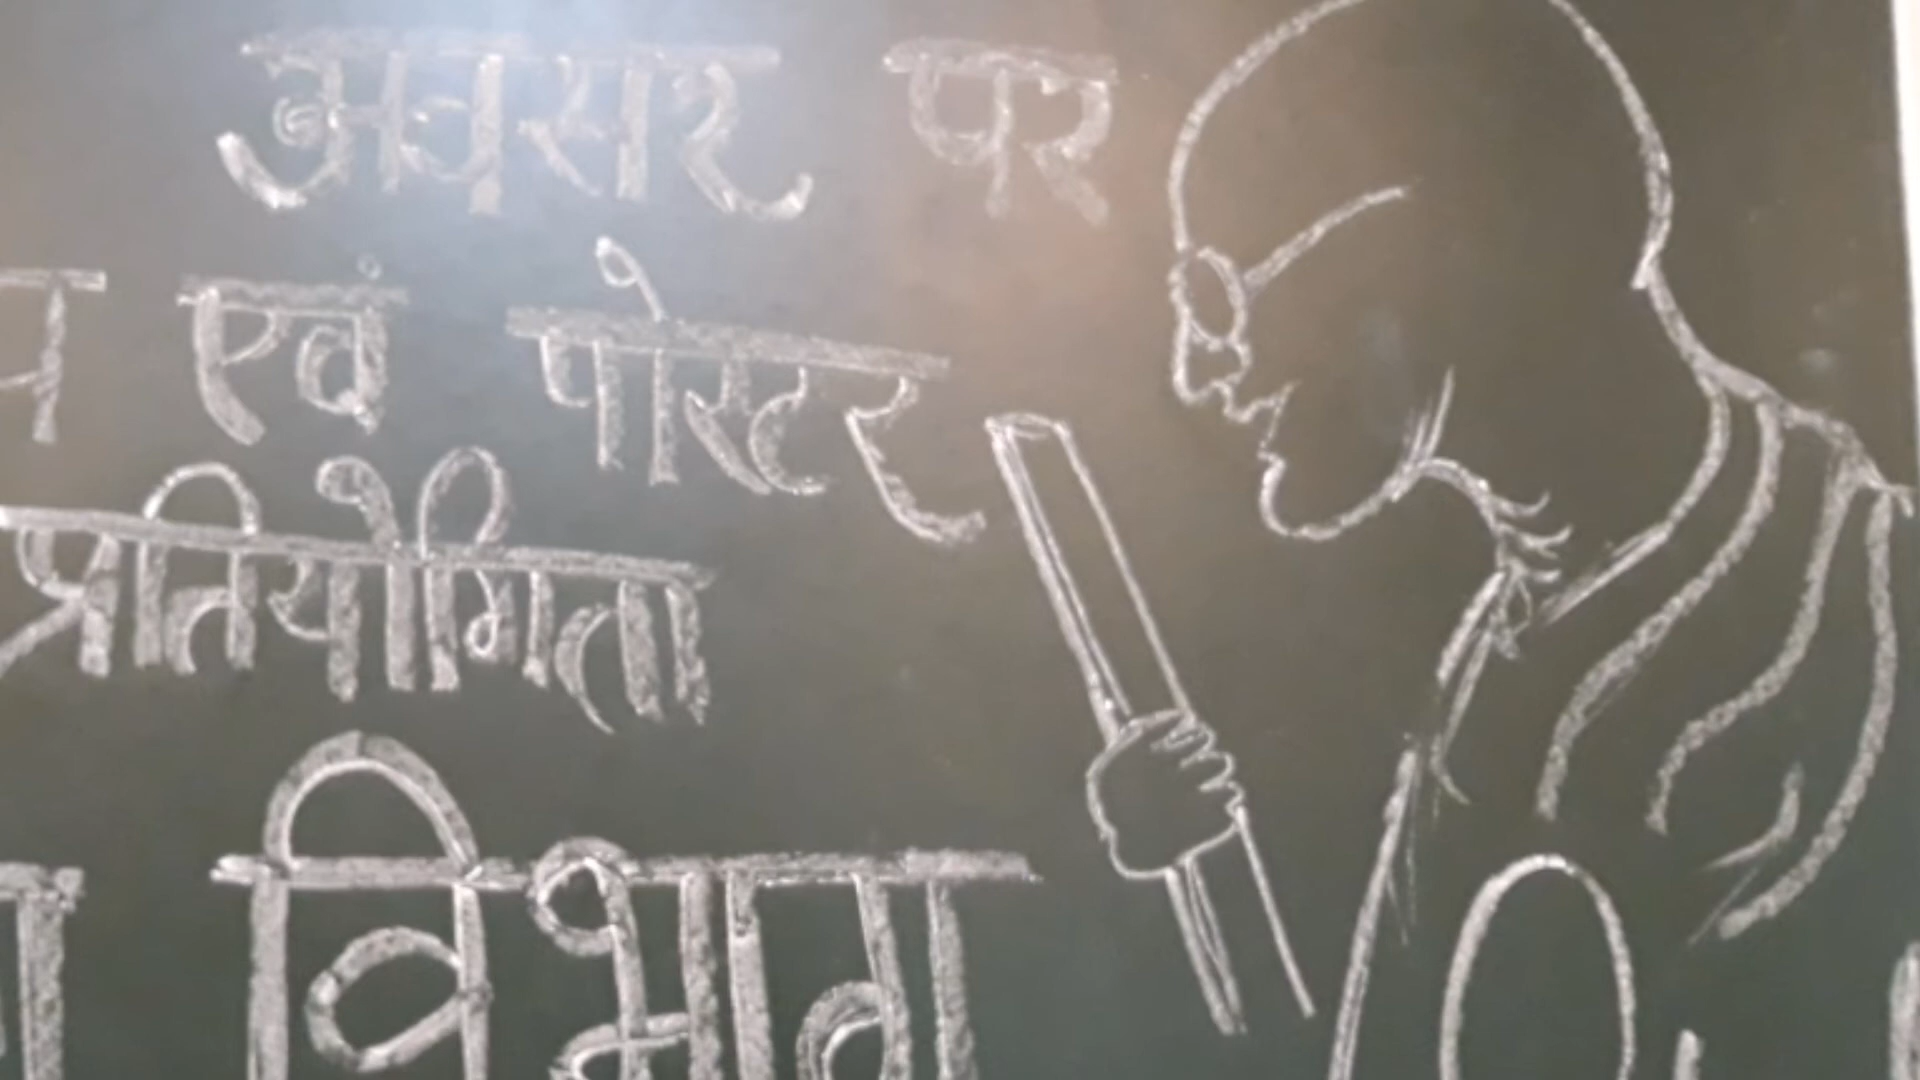 अवसर पर
एवं पोस्टर
प्रतियोगिता
विभाग